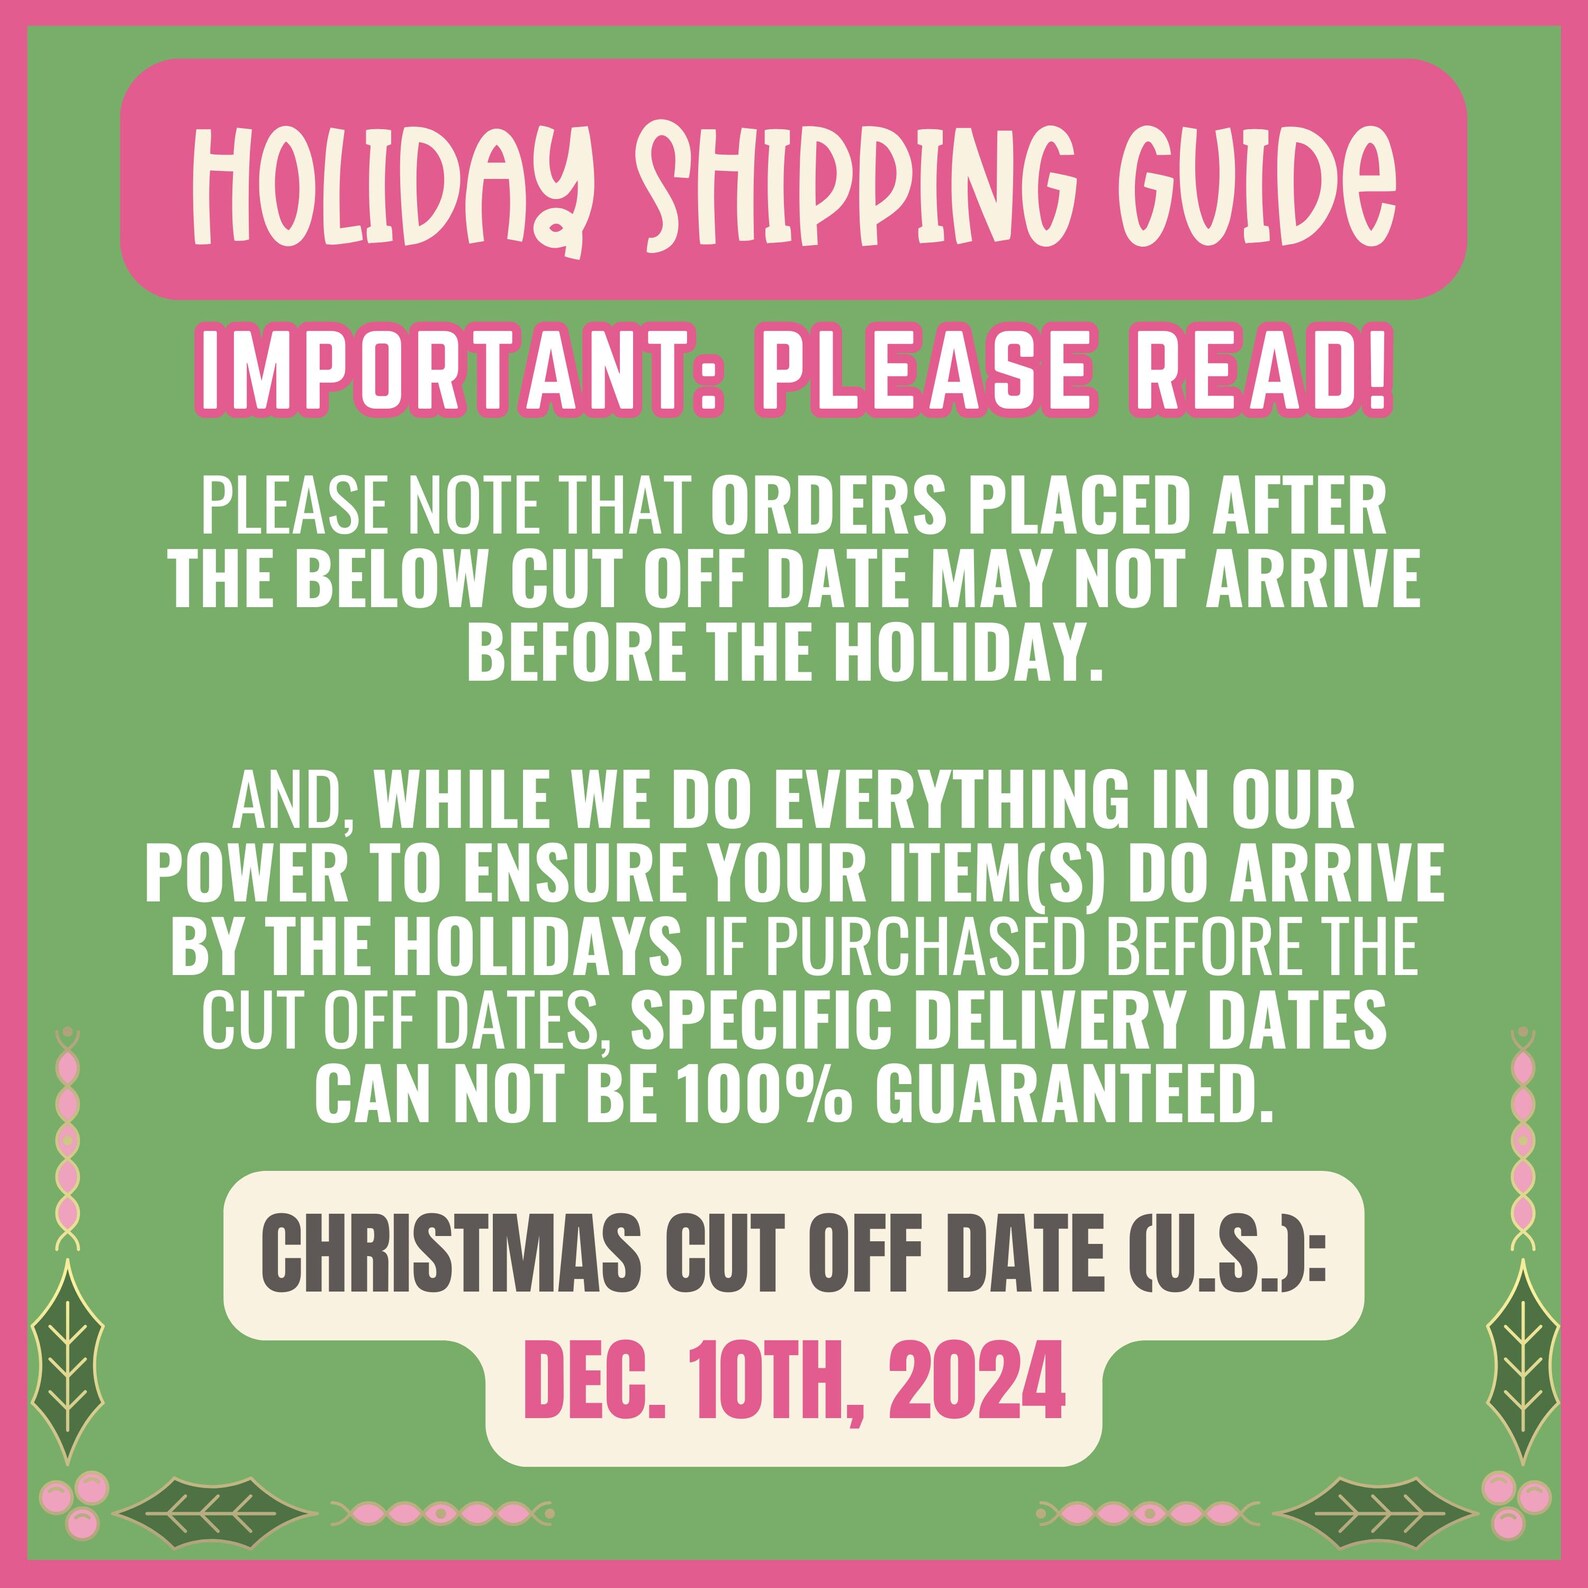 HOLIDAY SHIPPING GUIDE
IMPORTANT: PLEASE READ!
PLEASE NOTE THAT ORDERS PLACED AFTER
THE BELOW CUT OFF DATE MAY NOT ARRIVE
BEFORE THE HOLIDAY.
AND, WHILE WE DO EVERYTHING IN OUR
POWER TO ENSURE YOUR ITEM(S) DO ARRIVE
BY THE HOLIDAYS IF PURCHASED BEFORE THE
CUT OFF DATES, SPECIFIC DELIVERY DATES
CAN NOT BE 100% GUARANTEED.
CHRISTMAS CUT OFF DATE (U.S.):
DEC. 10TH, 2024